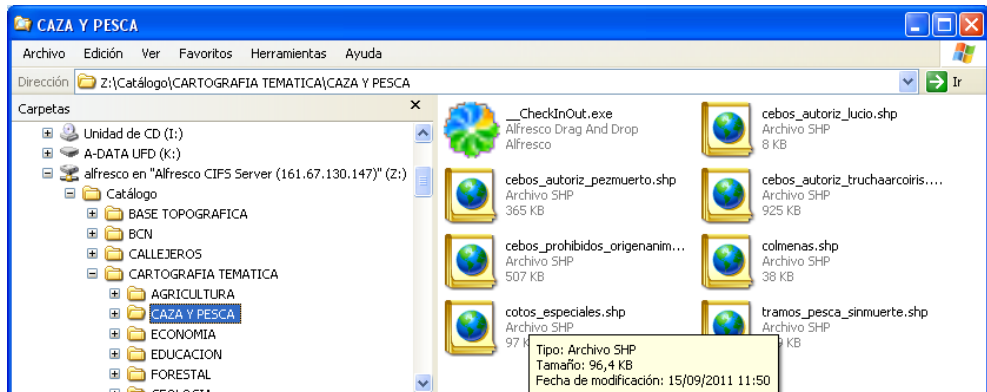 CAZA Y PESCA
Archivo Edición Ver Favoritos Herramientas Ayuda
Dirección Z:\Catálogo\CARTOGRAFIA TEMATICA\CAZA Y PESCA Ir
Carpetas
Unidad de CD (I:)
A-DATA UFD (K:)
alfresco en "Alfresco CIFS Server (161.67.130.147)" (Z:)
Catálogo
BASE TOPOGRAFICA
BCN
CALLEJEROS
CARTOGRAFIA TEMATICA
AGRICULTURA
CAZA Y PESCA
ECONOMIA
EDUCACION
FORESTAL
__CheckInOut.exe
Alfresco Drag And Drop
Alfresco
cebos_autoriz_lucio.shp
Archivo SHP
8 KB
cebos_autoriz_pezmuerto.shp
Archivo SHP
365 KB
cebos_autoriz_truchaarcoiris....
Archivo SHP
925 KB
cebos_prohibidos_origenanim...
Archivo SHP
507 KB
colmenas.shp
Archivo SHP
38 KB
cotos_especiales.shp
Archivo SHP
97 K
tramos_pesca_sinmuerte.shp
Archivo SHP
KB
Tipo: Archivo SHP
Tamaño: 96,4 KB
Fecha de modificación: 15/09/2011 11:50